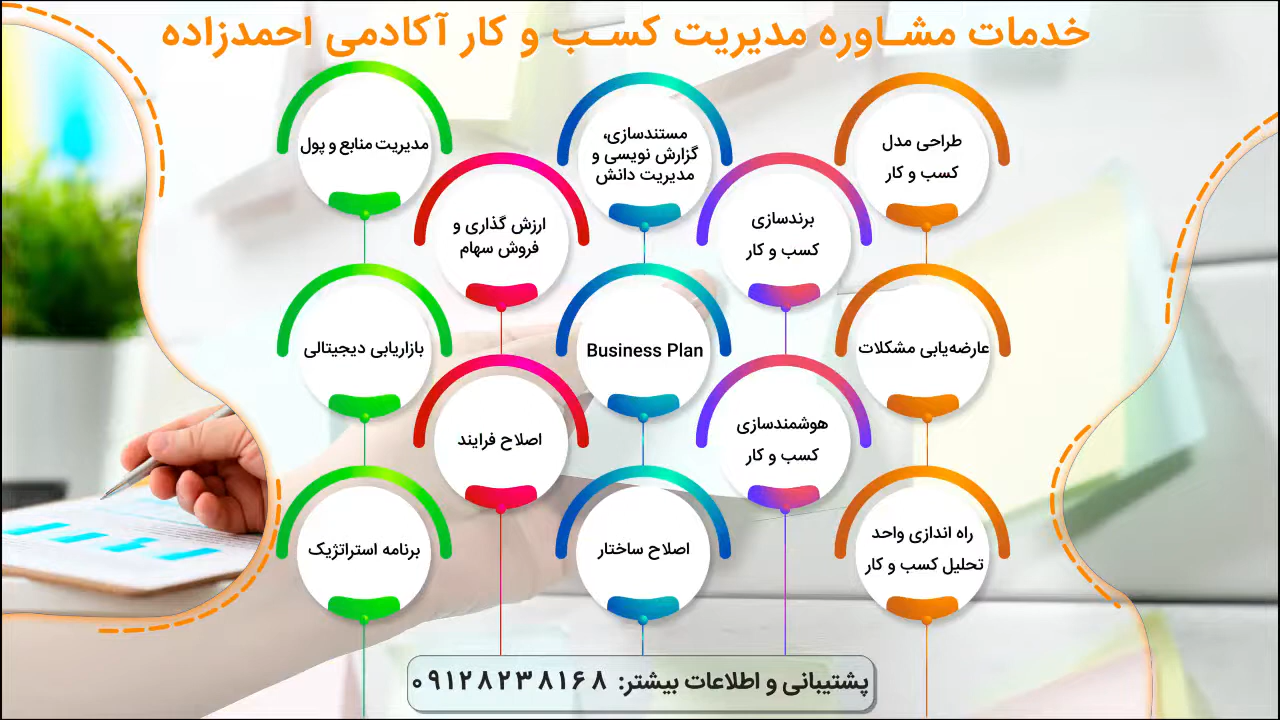 خدمات مشاوره مدیریت کسب و کار آکادمی احمدزاده
طراحی مدل
کسب و کار
مستندسازی،
گزارش نویسی و
مدیریت دانش
مدیریت منابع و پول
برندسازی
کسب و کار
ارزش گذاری و
فروش سهام
عارضه‌یابی مشکلات
Business Plan
بازاریابی دیجیتالی
هوشمندسازی
کسب و کار
اصلاح فرایند
راه اندازی واحد
تحلیل کسب و کار
اصلاح ساختار
برنامه استراتژیک
پشتیبانی و اطلاعات بیشتر: ۰۹۱۲۸۲۳۸۱۶۸